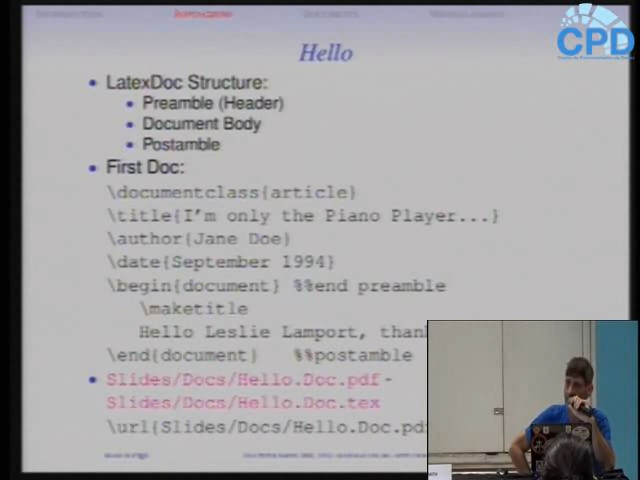 CPD
Hello
• LatexDoc Structure:
• Preamble (Header)
• Document Body
• Postamble
• First Doc:
\documentclass{article}
\title{I'm only the Piano Player...}
\author{Jane Doe}
\date{September 1994}
\begin{document} %%end preamble
\maketitle
Hello Leslie Lamport, than
\end{document} %%postamble
• Slides/Docs/Hello.Doc.pdf -
Slides/Docs/Hello.Doc.tex
\url{Slides/Docs/Hello.Doc.pd